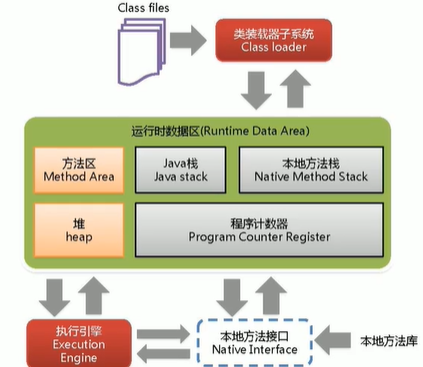 Class files
类装载器子系统
Class loader
运行时数据区(Runtime Data Area)
方法区
Method Area
Java栈
Java stack
本地方法栈
Native Method Stack
堆
heap
程序计数器
Program Counter Register
执行引擎
Execution
Engine
本地方法接口
Native Interface
本地方法库